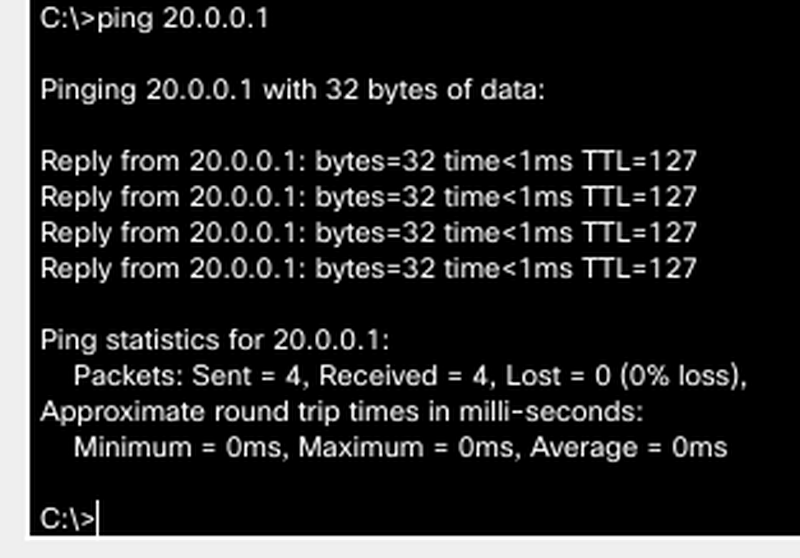 C:\>ping 20.0.0.1
Pinging 20.0.0.1 with 32 bytes of data:
Reply from 20.0.0.1: bytes=32 time<1ms TTL=127
Reply from 20.0.0.1: bytes=32 time<1ms TTL=127
Reply from 20.0.0.1: bytes=32 time<1ms TTL=127
Reply from 20.0.0.1: bytes=32 time<1ms TTL=127
Ping statistics for 20.0.0.1:
Packets: Sent = 4, Received = 4, Lost = 0 (0% loss),
Approximate round trip times in milli-seconds:
Minimum = 0ms, Maximum = 0ms, Average = 0ms
C:\>